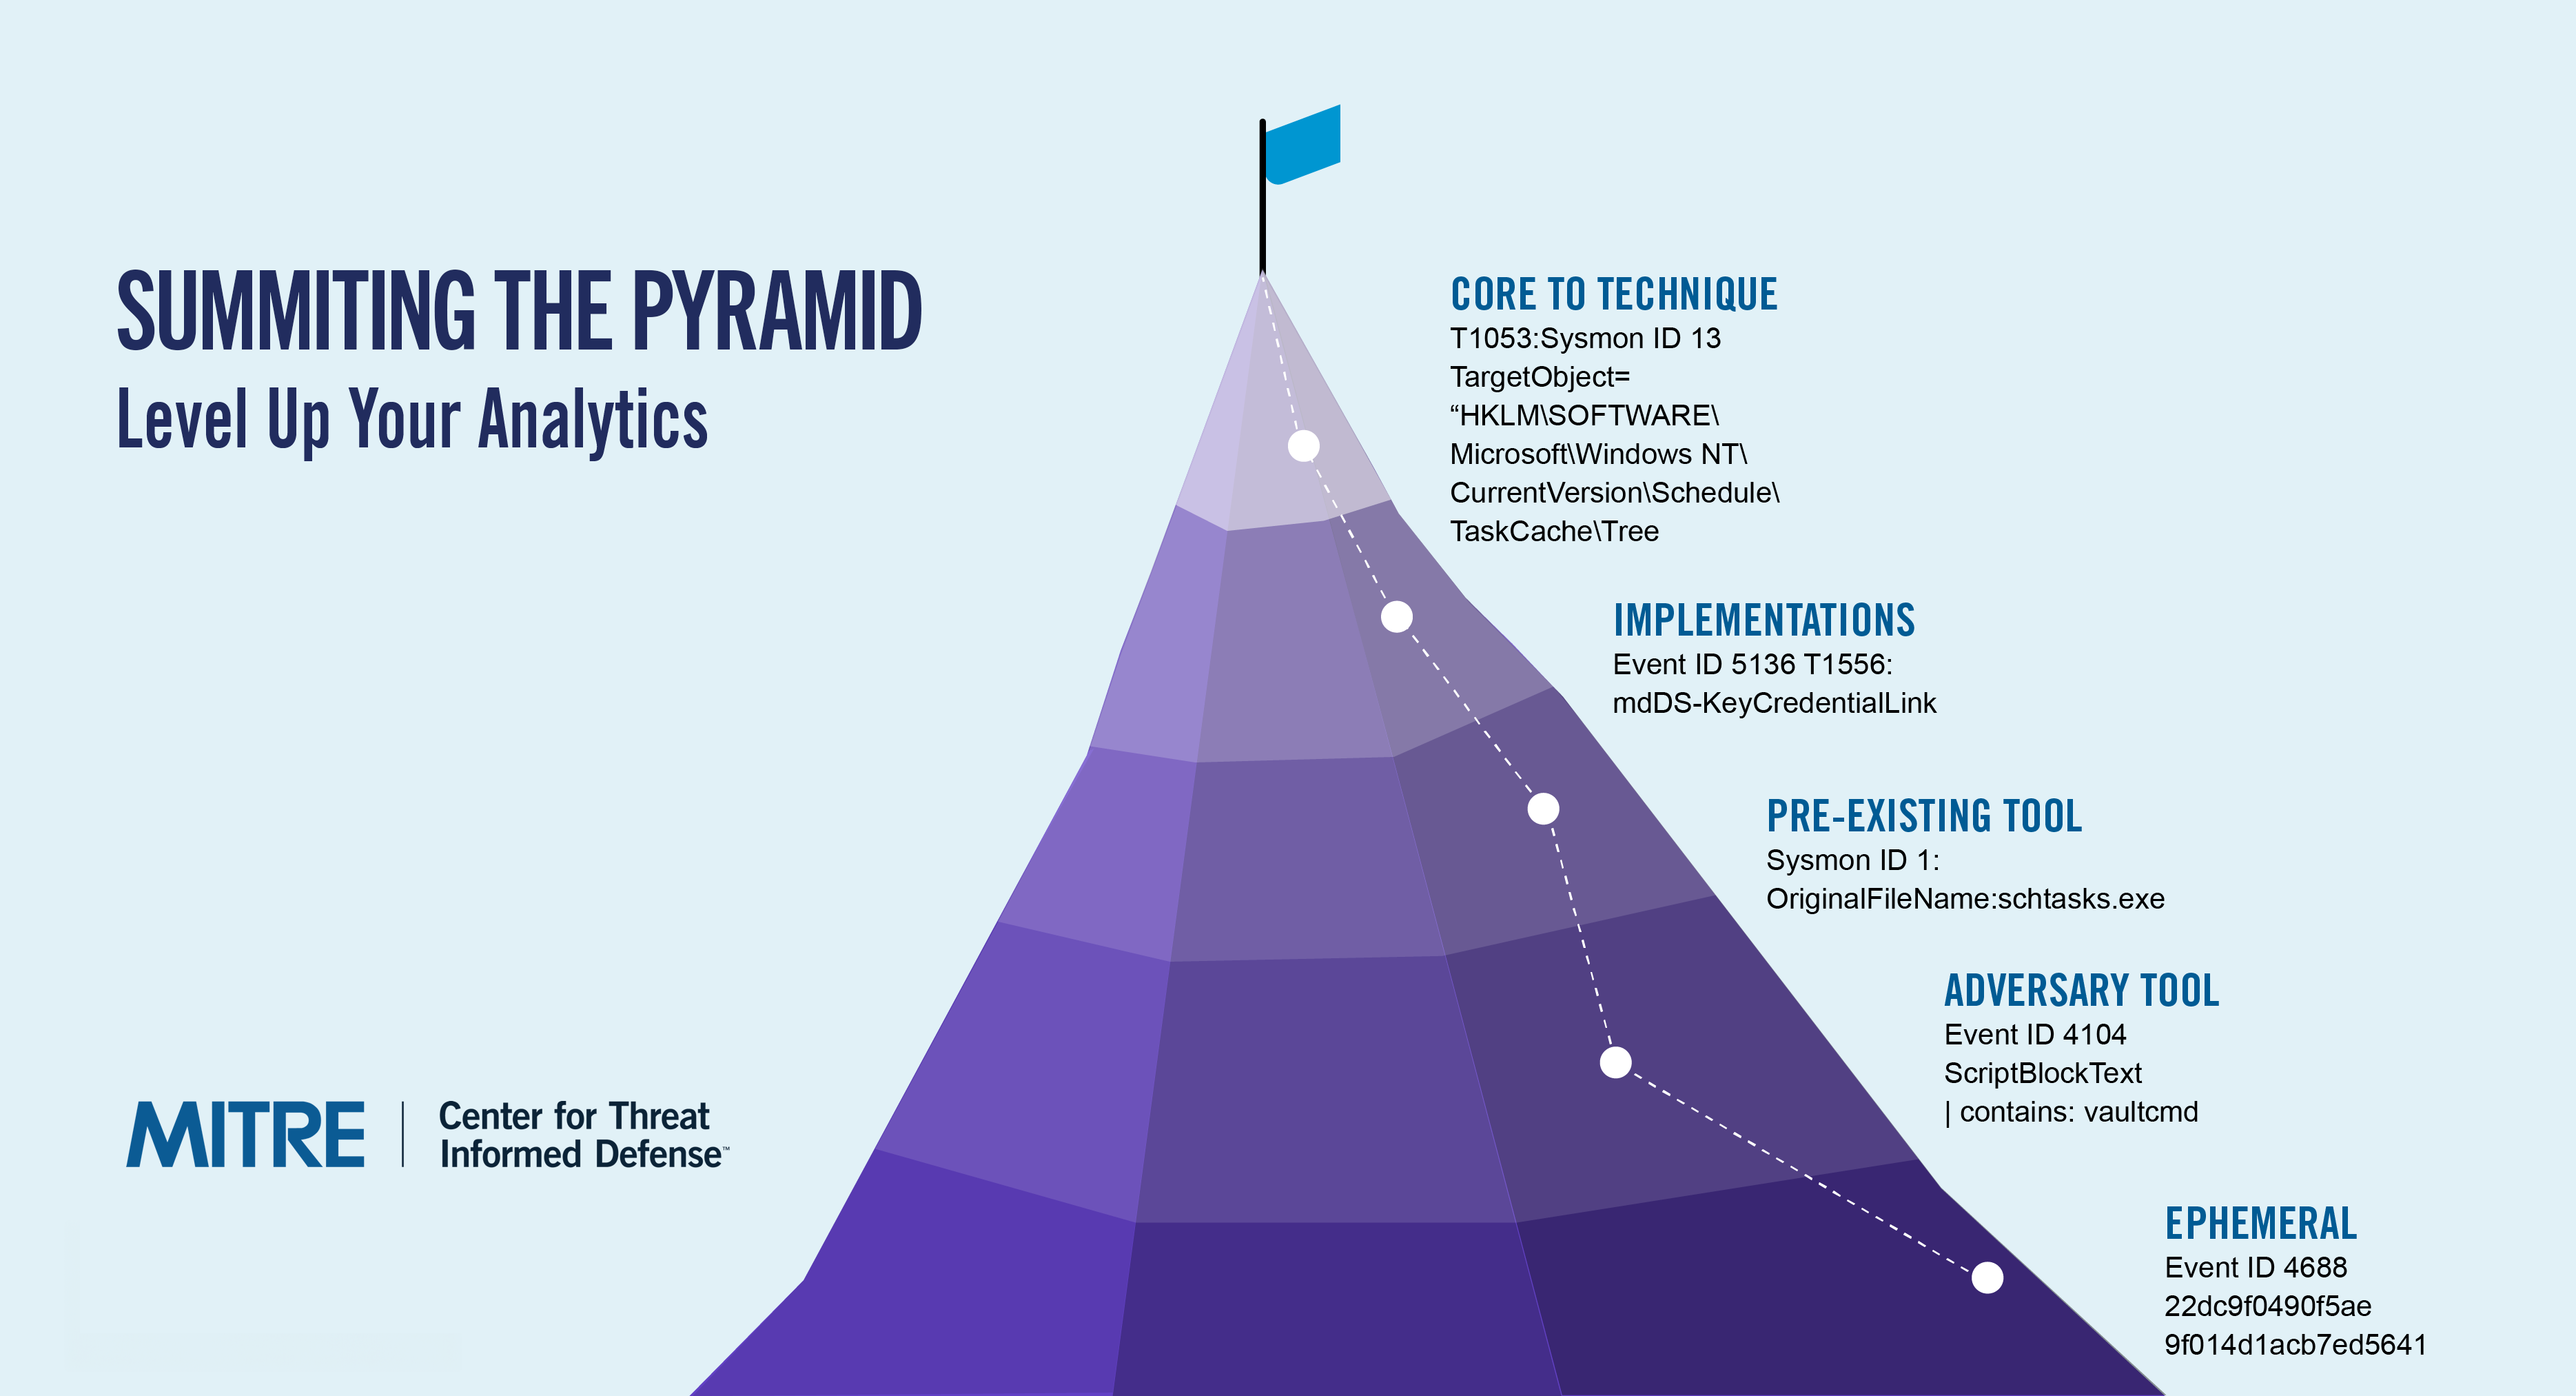 SUMMITING THE PYRAMID
Level Up Your Analytics
CORE TO TECHNIQUE
T1053:Sysmon ID 13
TargetObject=
“HKLM\SOFTWARE\
Microsoft\Windows NT\
CurrentVersion\Schedule\
TaskCache\Tree
IMPLEMENTATIONS
Event ID 5136 T1556:
mdDS-KeyCredentialLink
PRE-EXISTING TOOL
Sysmon ID 1:
OriginalFileName:schtasks.exe
ADVERSARY TOOL
Event ID 4104
ScriptBlockText
| contains: vaultcmd
EPHEMERAL
Event ID 4688
22dc9f0490f5ae
9f014d1acb7ed5641
MITRE
Center for Threat
Informed Defense™